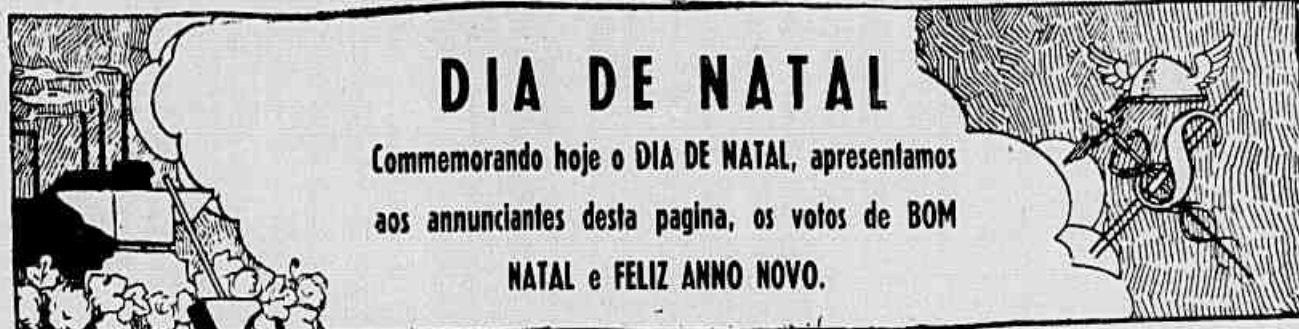 DIA DE NATAL
Commemorando hoje o DIA DE NATAL, apresentamos
aos annunciantes desta pagina, os votos de BOM
NATAL e FELIZ ANNO NOVO.